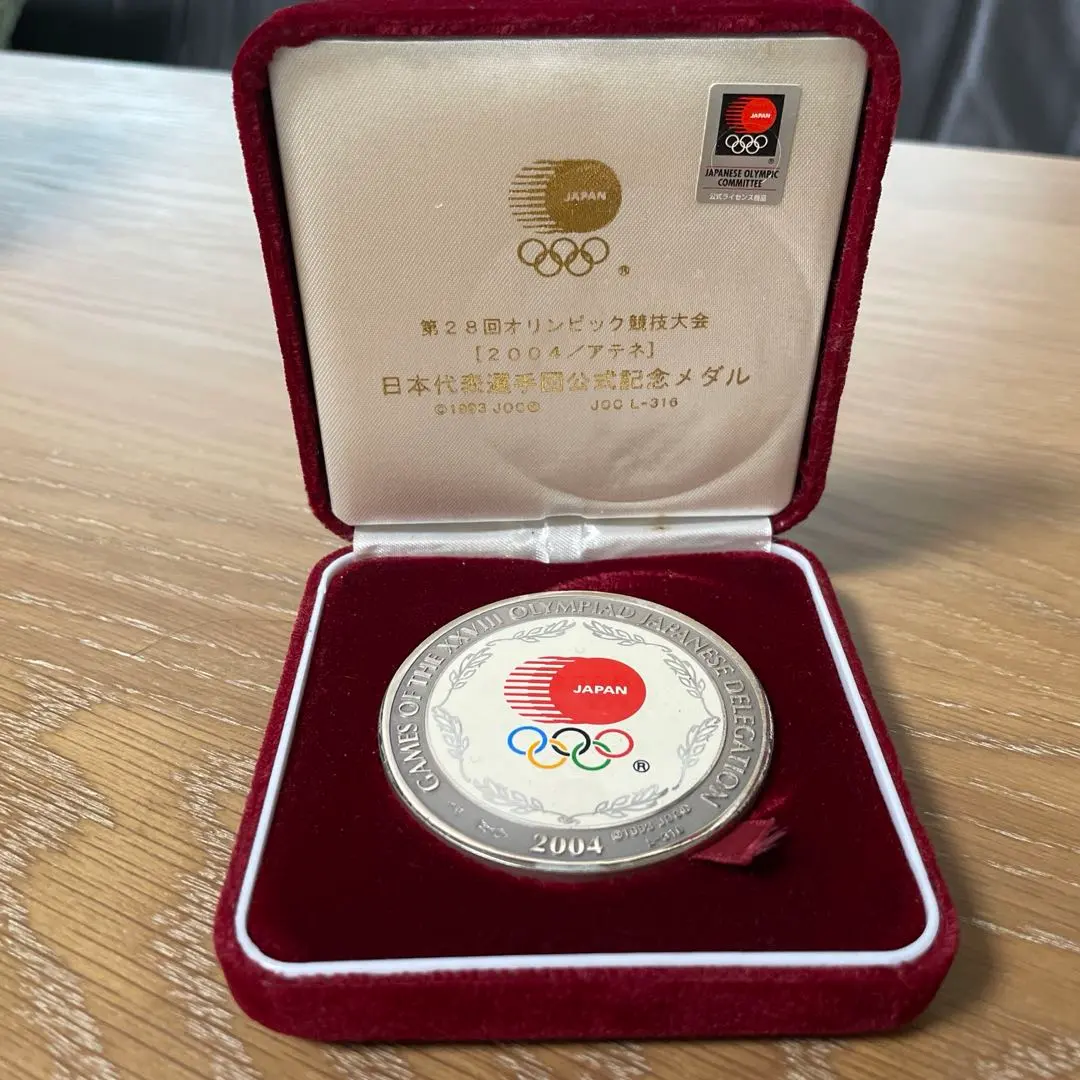 JAPAN
JAPANESE OLYMPIC
COMMITTEE
公式ライセンス商品
JAPAN
®
第28回オリンピック競技大会
[2004/アテネ]
日本代表選手団公式記念メダル
©1993 JOC® JOC L-316
GAMES OF THE XXVIII OLYMPIAD JAPANESE DELEGATION
JAPAN
®
2004
©1993 JOC®
L-316